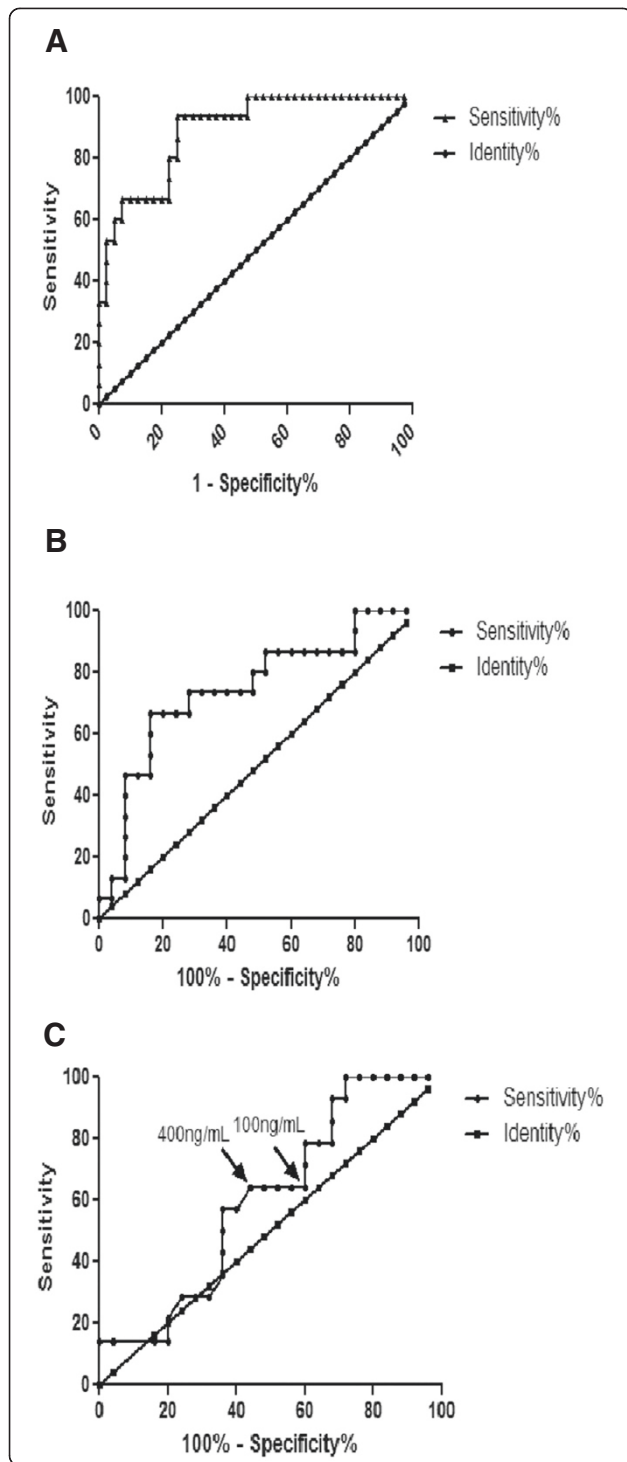 A
100
80
60
40
20
0
Sensitivity
0 20 40 60 80 100
1 - Specificity%
Sensitivity%
Identity%
B
100
80
60
40
20
0
Sensitivity
0 20 40 60 80 100
100% - Specificity%
Sensitivity%
Identity%
C
100
80
60
40
20
0
Sensitivity
400ng/mL
100ng/mL
0 20 40 60 80 100
100% - Specificity%
Sensitivity%
Identity%